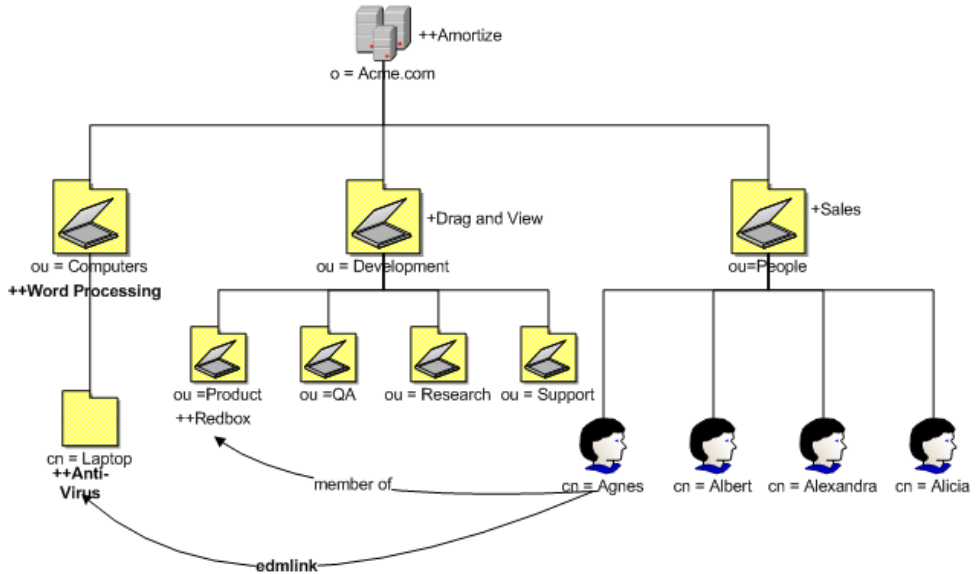 ++Amortize
o = Acme.com
+Drag and View
+Sales
ou = Computers
ou = Development
ou=People
++Word Processing
ou =Product
ou =QA
ou = Research
ou = Support
++Redbox
cn = Laptop
++Anti-
Virus
member of
cn = Agnes
cn = Albert
cn = Alexandra
cn = Alicia
edmlink